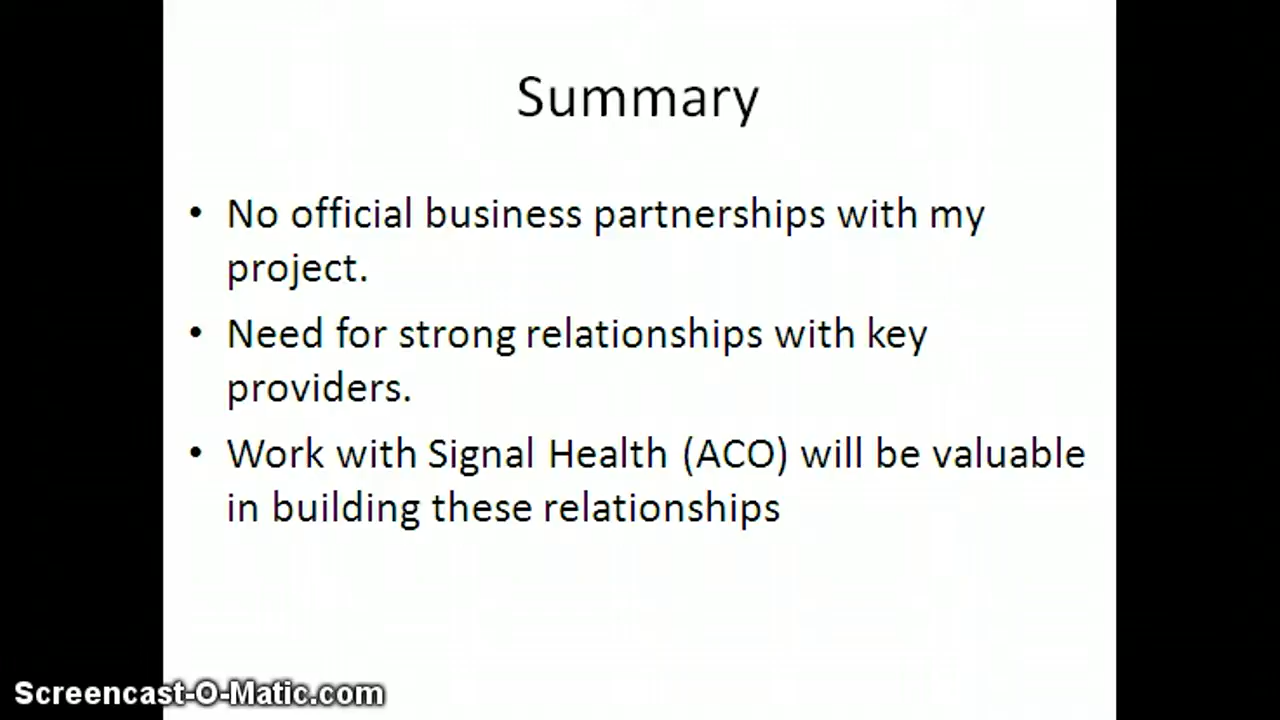 Summary
• No official business partnerships with my
project.
• Need for strong relationships with key
providers.
• Work with Signal Health (ACO) will be valuable
in building these relationships
Screencast-O-Matic.com